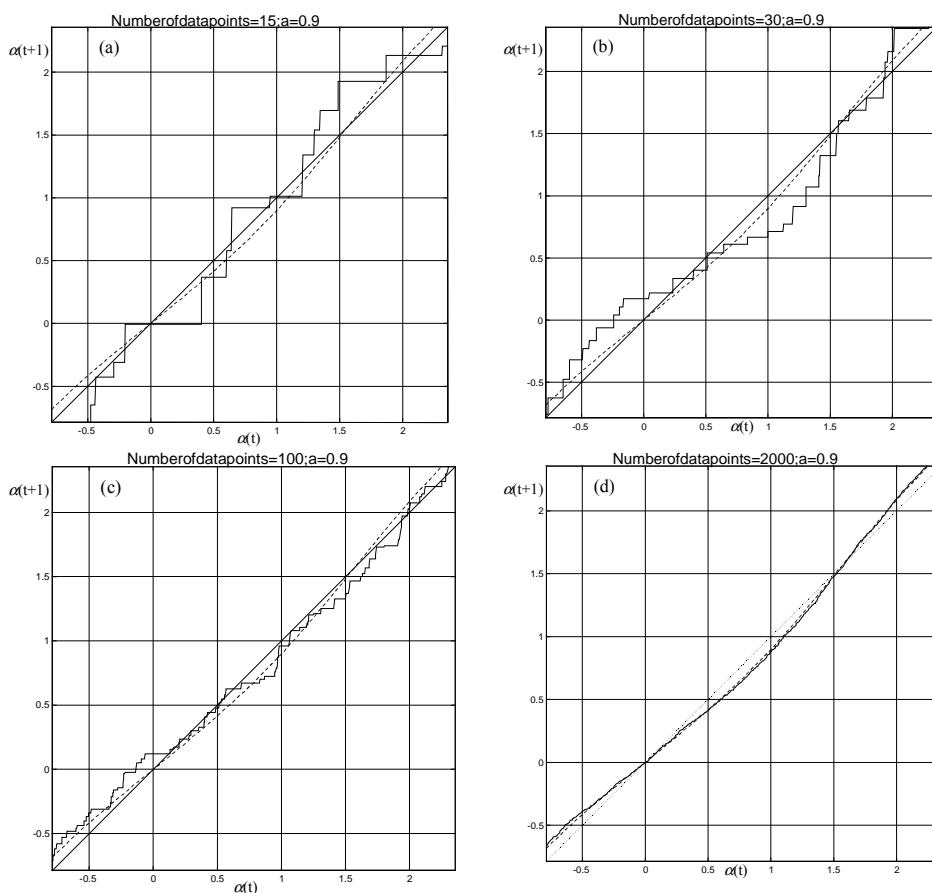 Numberofdatapoints=15;a=0.9
α(t+1)
(a)
2
1.5
1
0.5
0
-0.5
-0.5 0 0.5 1 1.5 2
α(t)
Numberofdatapoints=30;a=0.9
α(t+1)
(b)
2
1.5
1
0.5
0
-0.5
-0.5 0 0.5 1 1.5 2
α(t)
Numberofdatapoints=100;a=0.9
α(t+1)
(c)
2
1.5
1
0.5
0
-0.5
-0.5 0 0.5 1 1.5 2
α(t)
Numberofdatapoints=2000;a=0.9
α(t+1)
(d)
2
1.5
1
0.5
0
-0.5
-0.5 0 0.5 1 1.5 2
α(t)